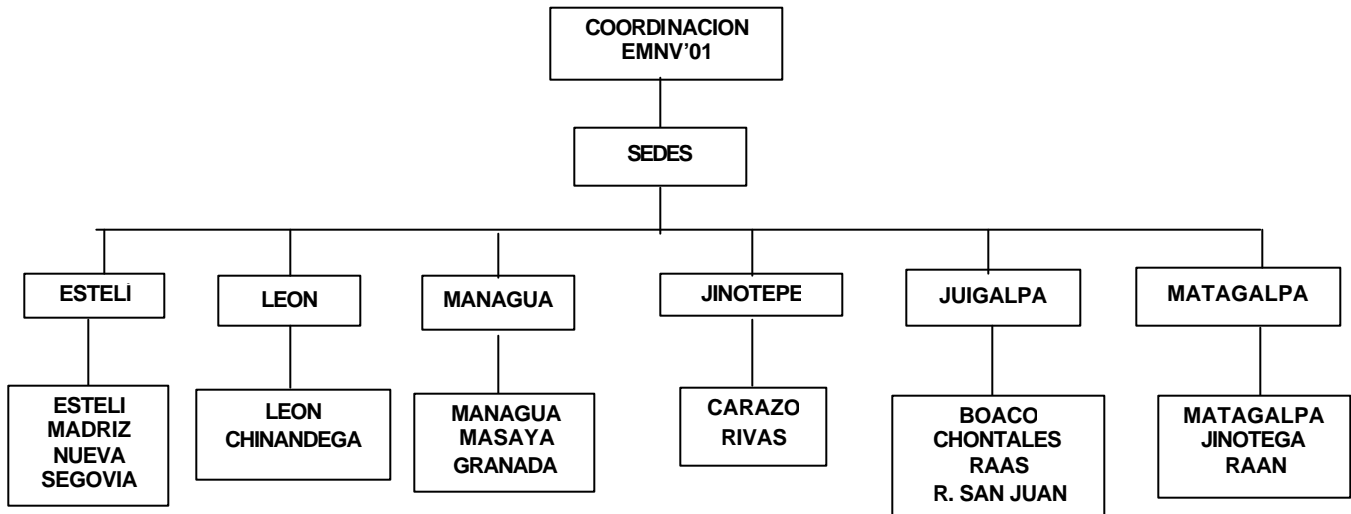 COORDINACION
EMNV'01
SEDES
ESTELÍ
LEON
MANAGUA
JINOTEPE
JUIGALPA
MATAGALPA
ESTELI
MADRIZ
NUEVA
SEGOVIA
LEON
CHINANDEGA
MANAGUA
MASAYA
GRANADA
CARAZO
RIVAS
BOACO
CHONTALES
RAAS
R. SAN JUAN
MATAGALPA
JINOTEGA
RAAN